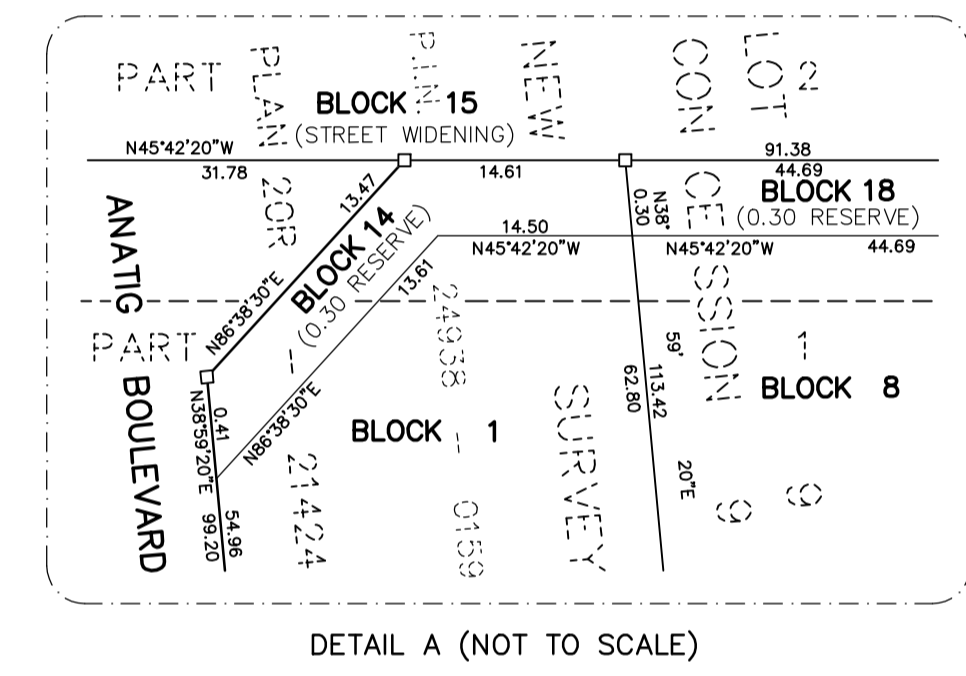 PART
PLAN
P.I.N.
NEW
CON
LOT
2
BLOCK 15
(STREET WIDENING)
N45°42'20"W
31.78
14.61
91.38
44.69
ANATIG BOULEVARD
20R
13.47
BLOCK 14
(0.30 RESERVE)
N38°
0.30
CE
BLOCK 18
(0.30 RESERVE)
14.50
N45°42'20"W
N45°42'20"W
44.69
N86°38'30"E
13.61
24938
SSION
PART
59'
1
BLOCK 8
0.41
N38°59'20"E
N86°38'30"E
BLOCK 1
62.80
113.42
SURVEY
20"E
21424
0159
9
9
54.96
99.20
DETAIL A (NOT TO SCALE)